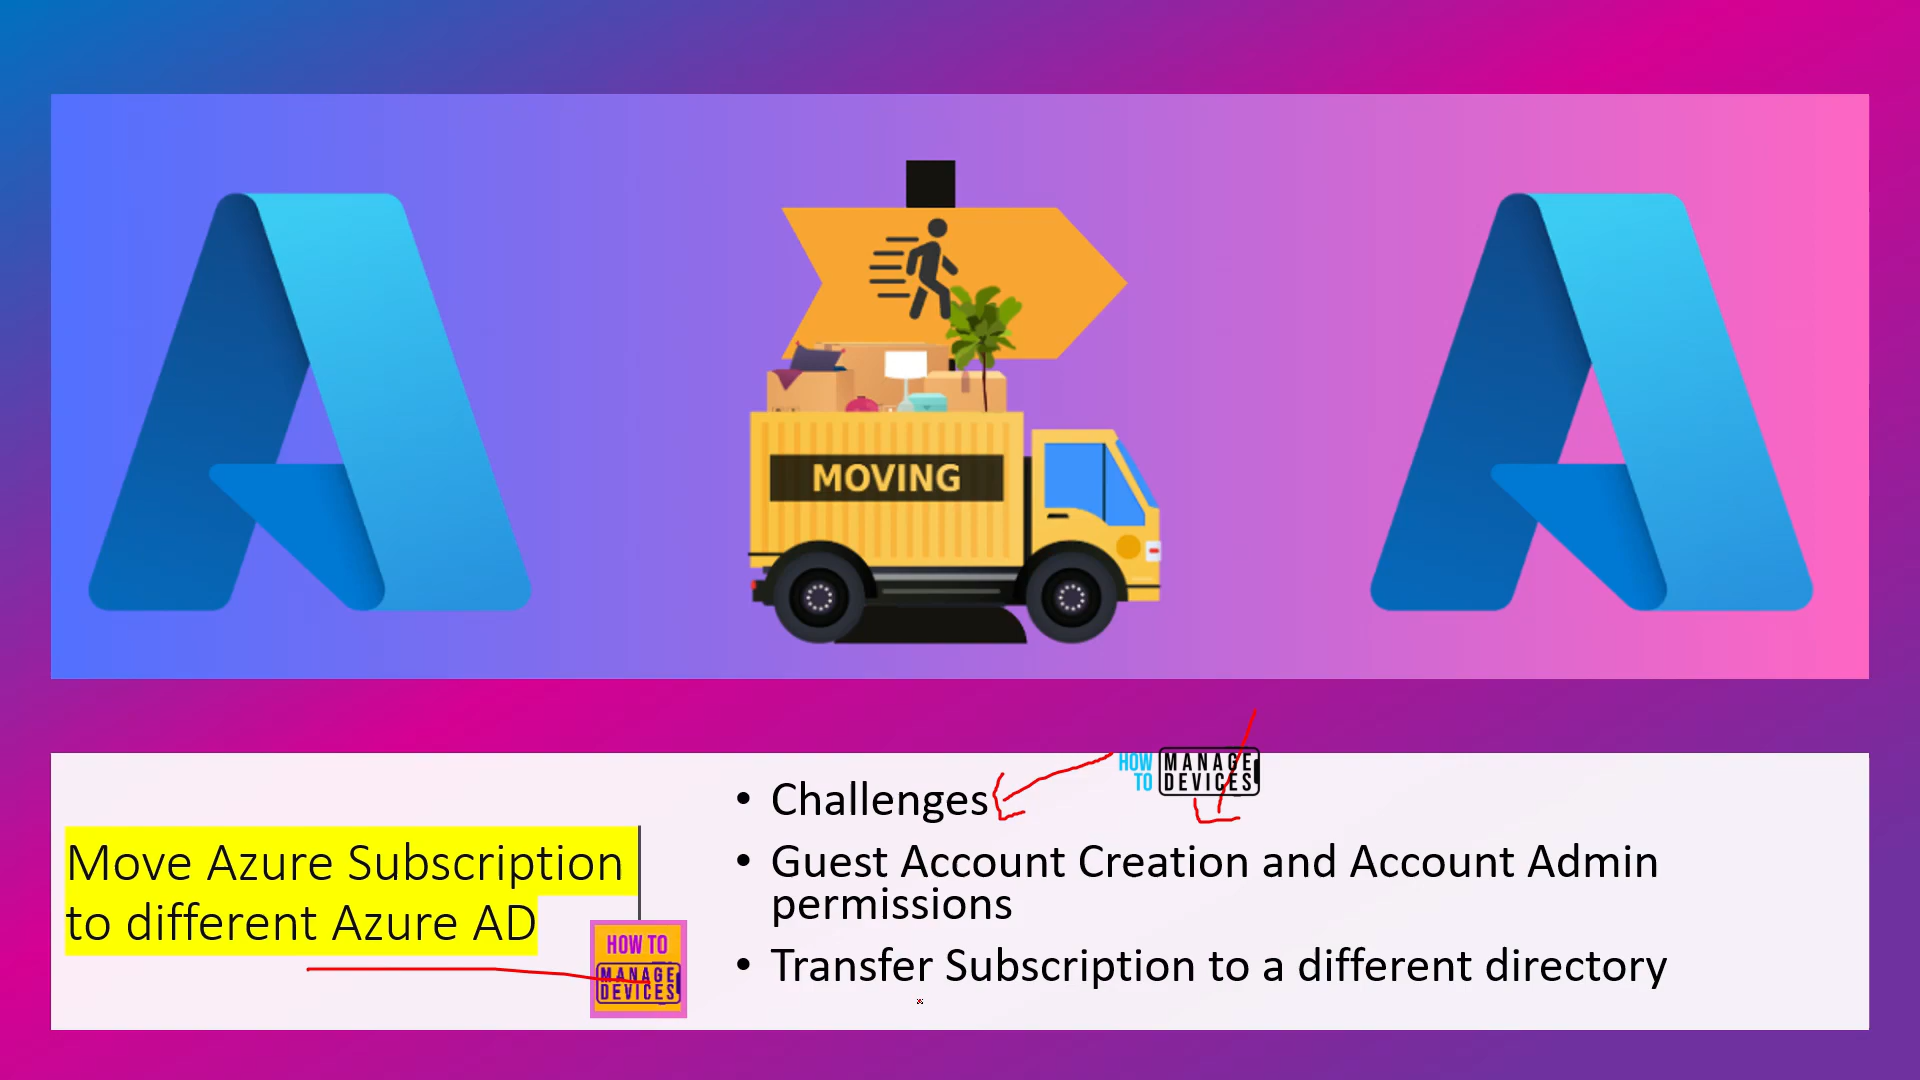 MOVING
Move Azure Subscription
to different Azure AD
HOW TO
MANAGE
DEVICES
HOW
TO
MANAGE
DEVICES
• Challenges
• Guest Account Creation and Account Admin
permissions
• Transfer Subscription to a different directory